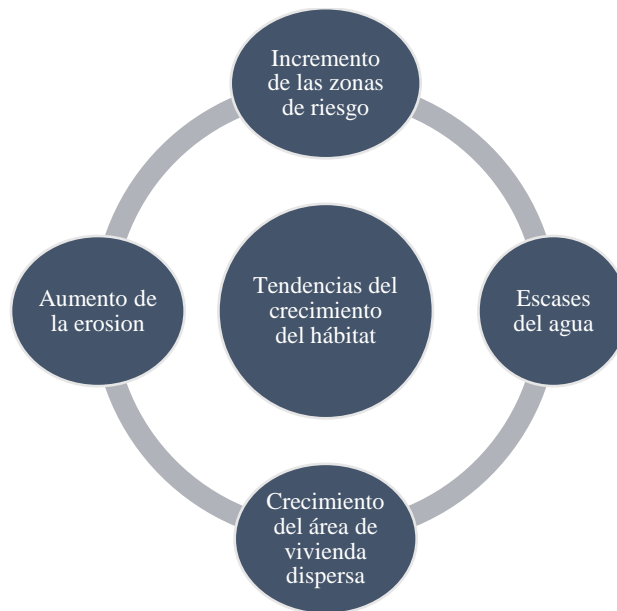 Incremento
de las zonas
de riesgo
Aumento de
la erosion
Tendencias del
crecimiento
del hábitat
Escases
del agua
Crecimiento
del área de
vivienda
dispersa